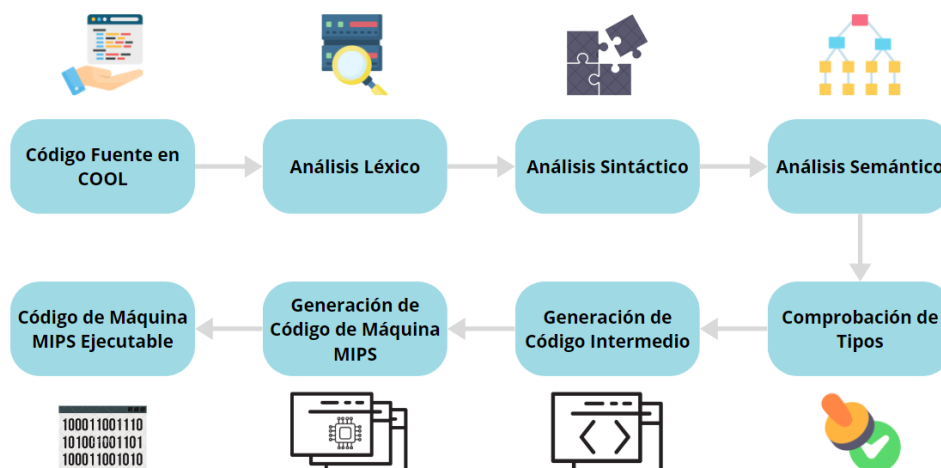 Código Fuente en
COOL
Análisis Léxico
Análisis Sintáctico
Análisis Semántico
Código de Máquina
MIPS Ejecutable
Generación de
Código de Máquina
MIPS
Generación de
Código Intermedio
Comprobación de
Tipos
100011001110
101001001101
100011001010